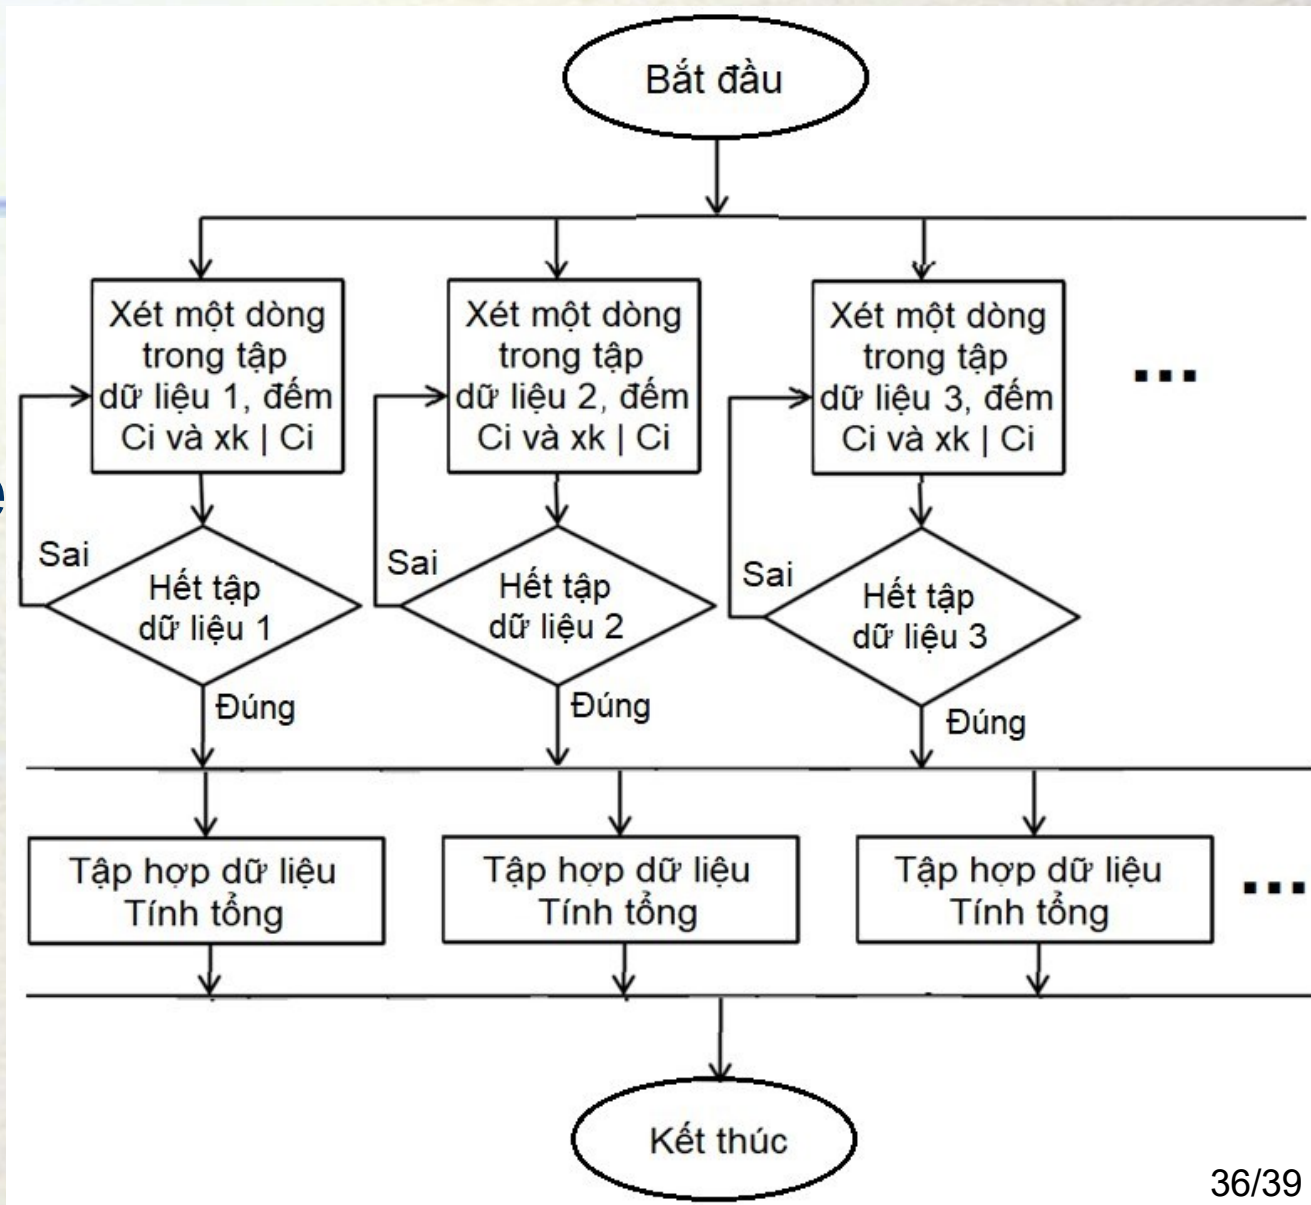 Bắt đầu
Xét một dòng
trong tập
dữ liệu 1, đếm
Ci và xk | Ci
Xét một dòng
trong tập
dữ liệu 2, đếm
Ci và xk | Ci
Xét một dòng
trong tập
dữ liệu 3, đếm
Ci và xk | Ci
...
e
Sai
Hết tập
dữ liệu 1
Đúng
Sai
Hết tập
dữ liệu 2
Đúng
Sai
Hết tập
dữ liệu 3
Đúng
Tập hợp dữ liệu
Tính tổng
Tập hợp dữ liệu
Tính tổng
Tập hợp dữ liệu
Tính tổng
...
Kết thúc
36/39